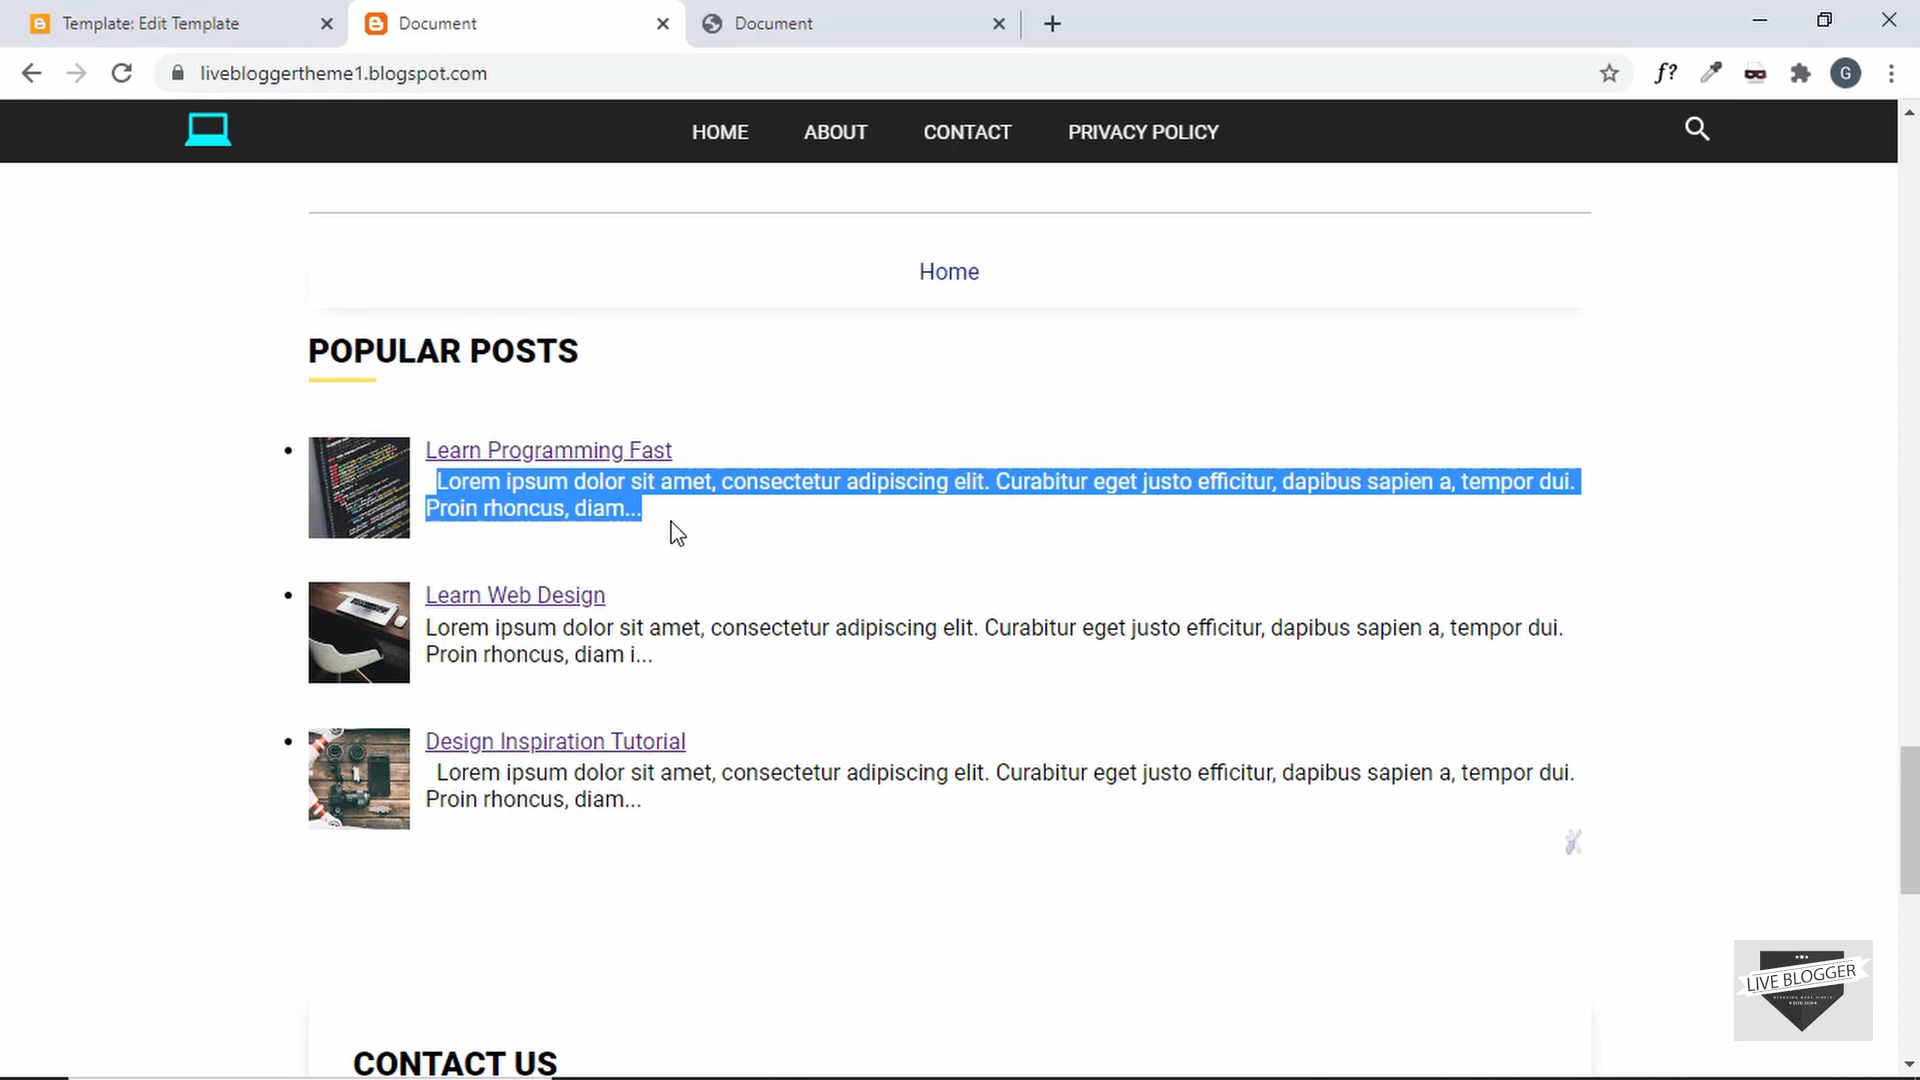 Template: Edit Template
Document
Document
livebloggertheme1.blogspot.com
f?
G
HOME ABOUT CONTACT PRIVACY POLICY
Home
POPULAR POSTS
Learn Programming Fast
Lorem ipsum dolor sit amet, consectetur adipiscing elit. Curabitur eget justo efficitur, dapibus sapien a, tempor dui.
Proin rhoncus, diam...
Learn Web Design
Lorem ipsum dolor sit amet, consectetur adipiscing elit. Curabitur eget justo efficitur, dapibus sapien a, tempor dui.
Proin rhoncus, diam i...
Design Inspiration Tutorial
Lorem ipsum dolor sit amet, consectetur adipiscing elit. Curabitur eget justo efficitur, dapibus sapien a, tempor dui.
Proin rhoncus, diam...
LIVE BLOGGER
CONTACT US